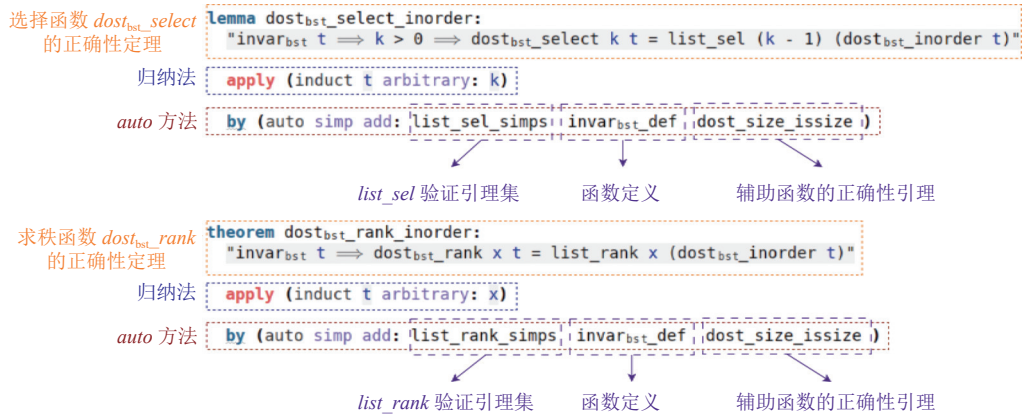 选择函数 dost_bst_select
的正确性定理
lemma dost_bst_select_inorder:
"invar_bst t ⟹ k > 0 ⟹ dost_bst_select k t = list_sel (k - 1) (dost_bst_inorder t)"
归纳法
apply (induct t arbitrary: k)
auto 方法
by (auto simp add: list_sel_simps invar_bst_def dost_size_issize )
list_sel 验证引理集 函数定义 辅助函数的正确性引理
求秩函数 dost_bst_rank
的正确性定理
theorem dost_bst_rank_inorder:
"invar_bst t ⟹ dost_bst_rank x t = list_rank x (dost_bst_inorder t)"
归纳法
apply (induct t arbitrary: x)
auto 方法
by (auto simp add: list_rank_simps invar_bst_def dost_size_issize )
list_rank 验证引理集 函数定义 辅助函数的正确性引理